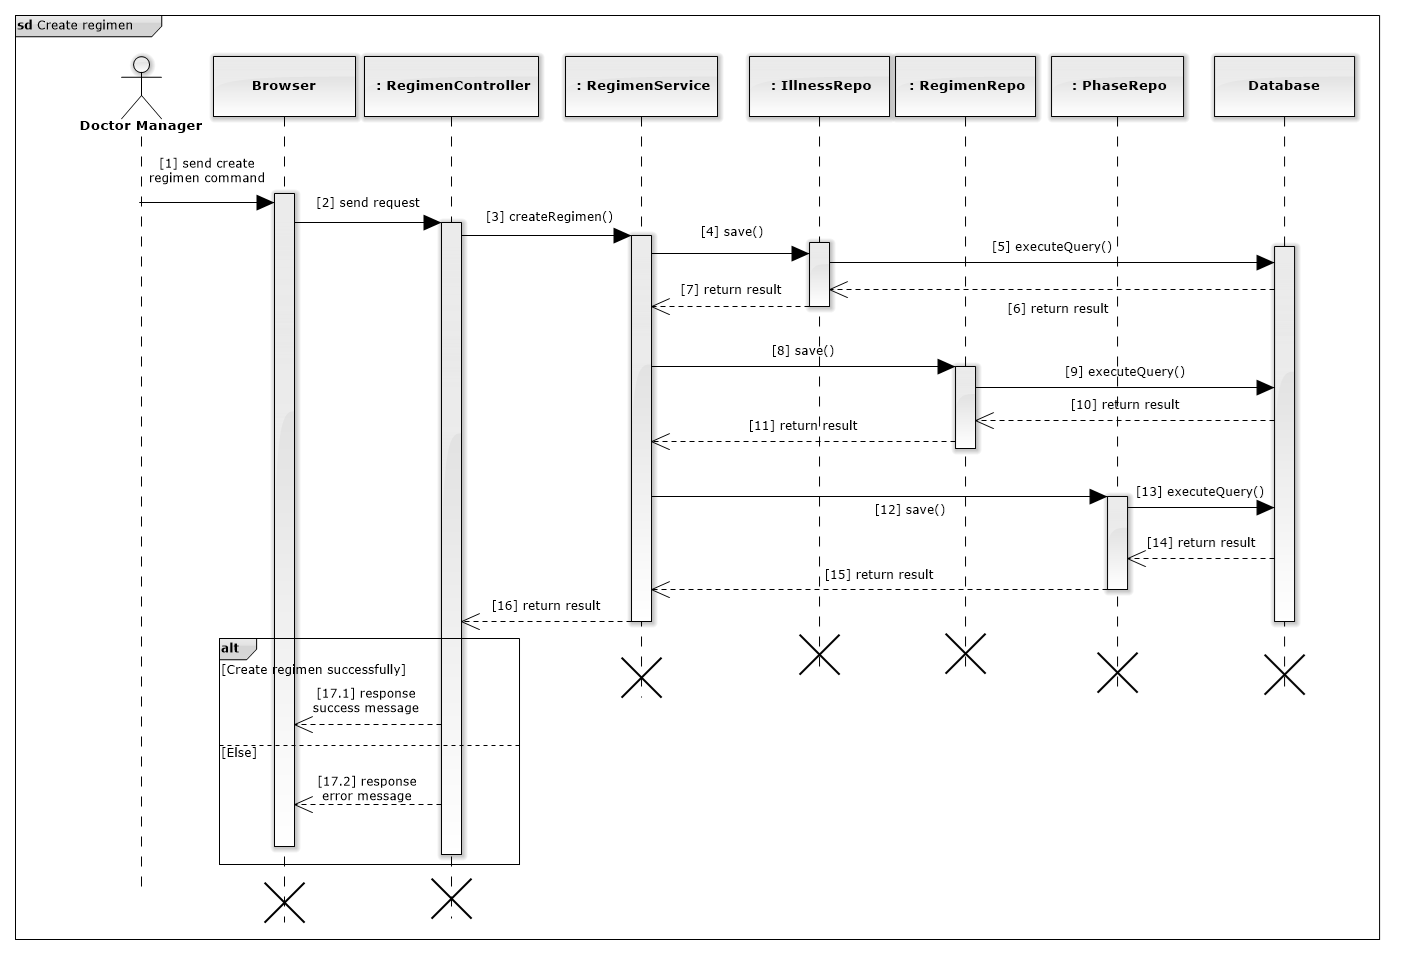 sd Create regimen
Doctor Manager
Browser
: RegimenController
: RegimenService
: IllnessRepo
: RegimenRepo
: PhaseRepo
Database
[1] send create
regimen command
[2] send request
[3] createRegimen()
[4] save()
[5] executeQuery()
[6] return result
[7] return result
[8] save()
[9] executeQuery()
[10] return result
[11] return result
[12] save()
[13] executeQuery()
[14] return result
[15] return result
[16] return result
alt
[Create regimen successfully]
[17.1] response
success message
[Else]
[17.2] response
error message